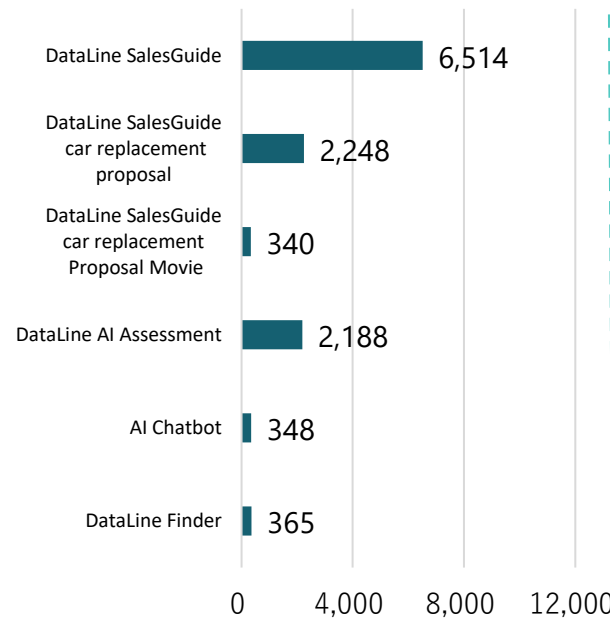 DataLine SalesGuide
6,514
DataLine SalesGuide
car replacement
proposal
2,248
DataLine SalesGuide
car replacement
Proposal Movie
340
DataLine AI Assessment
2,188
AI Chatbot
348
DataLine Finder
365
0 4,000 8,000 12,000